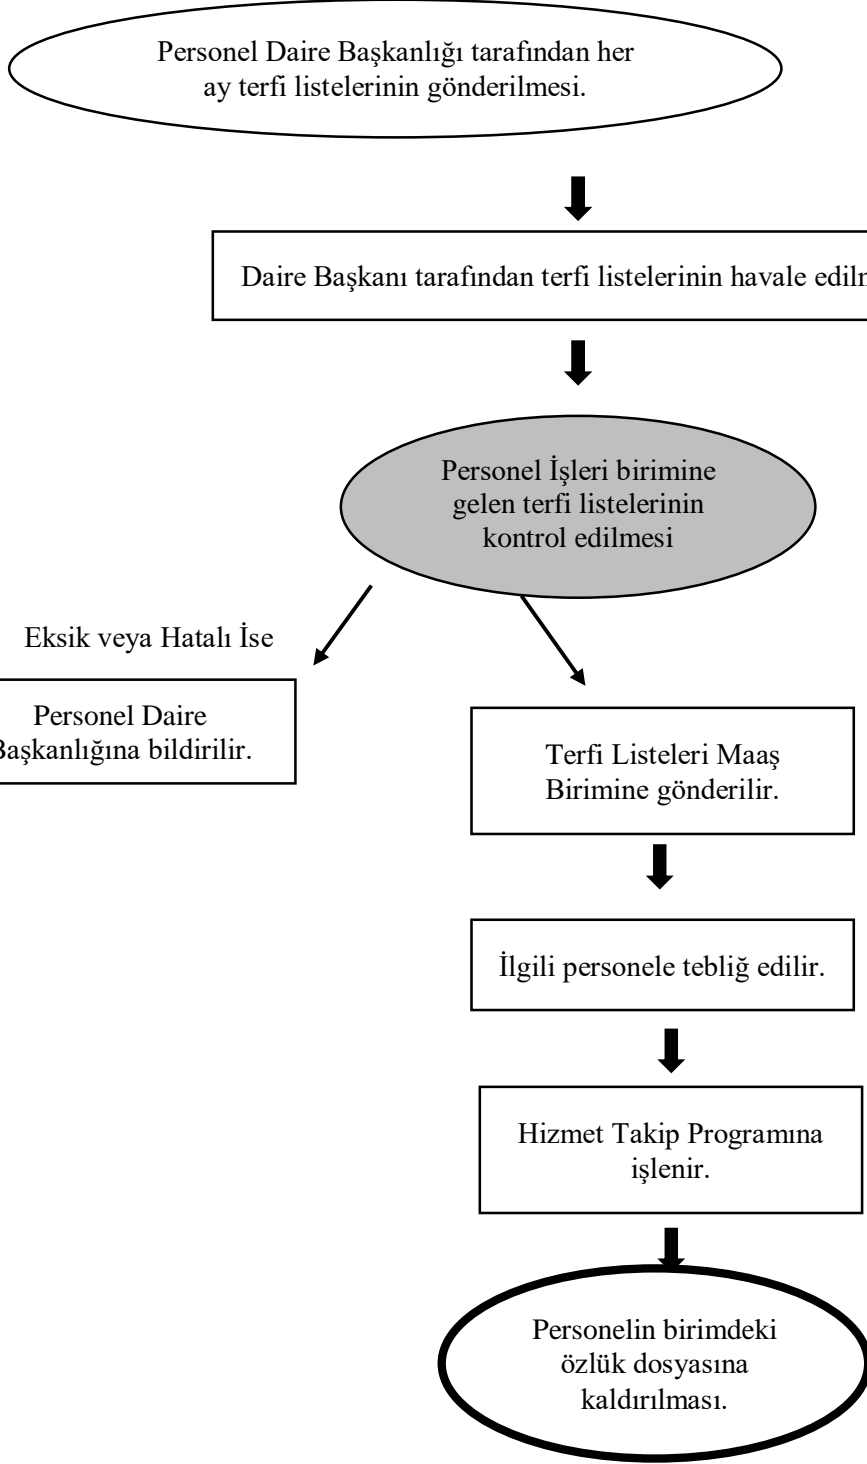 Personel Daire Başkanlığı tarafından her
ay terfi listelerinin gönderilmesi.
Daire Başkanı tarafından terfi listelerinin havale
Personel İşleri birimine
gelen terfi listelerinin
kontrol edilmesi
Eksik veya Hatalı İse
Personel Daire
Başkanlığına bildirilir.
Terfi Listeleri Maaş
Birimine gönderilir.
İlgili personele tebliğ edilir.
Hizmet Takip Programına
işlenir.
Personelin birimdeki
özlük dosyasına
kaldırılması.